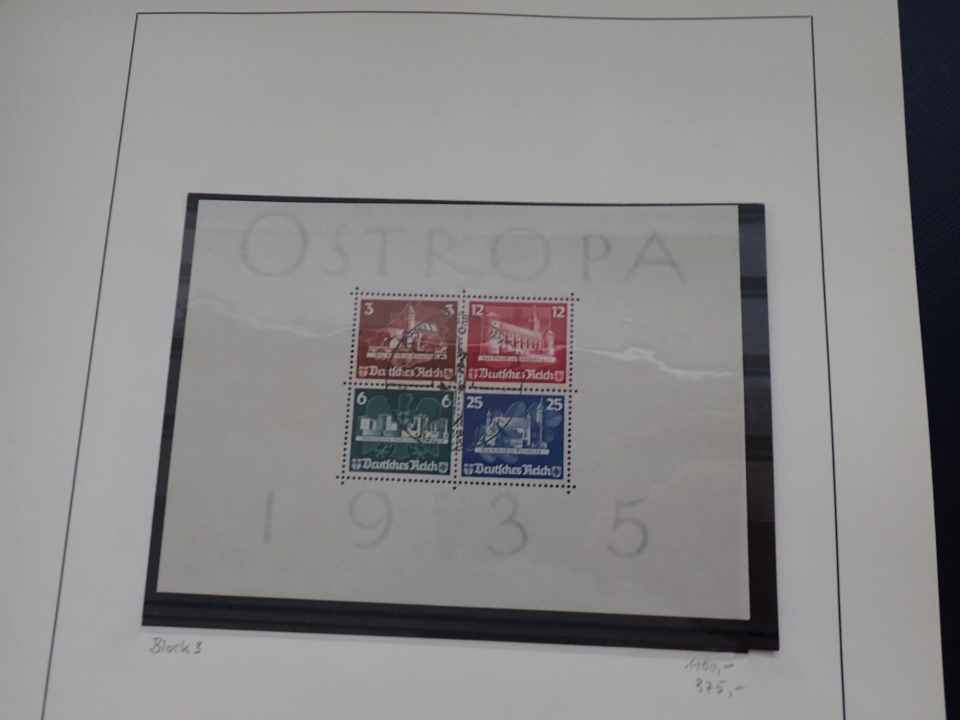 OSTROPA
3 3
12 12
Deutsches Reich
Deutsches Reich
6 6
25 25
Deutsches Reich
Deutsches Reich
1935
Block 3
1100,-
375,-